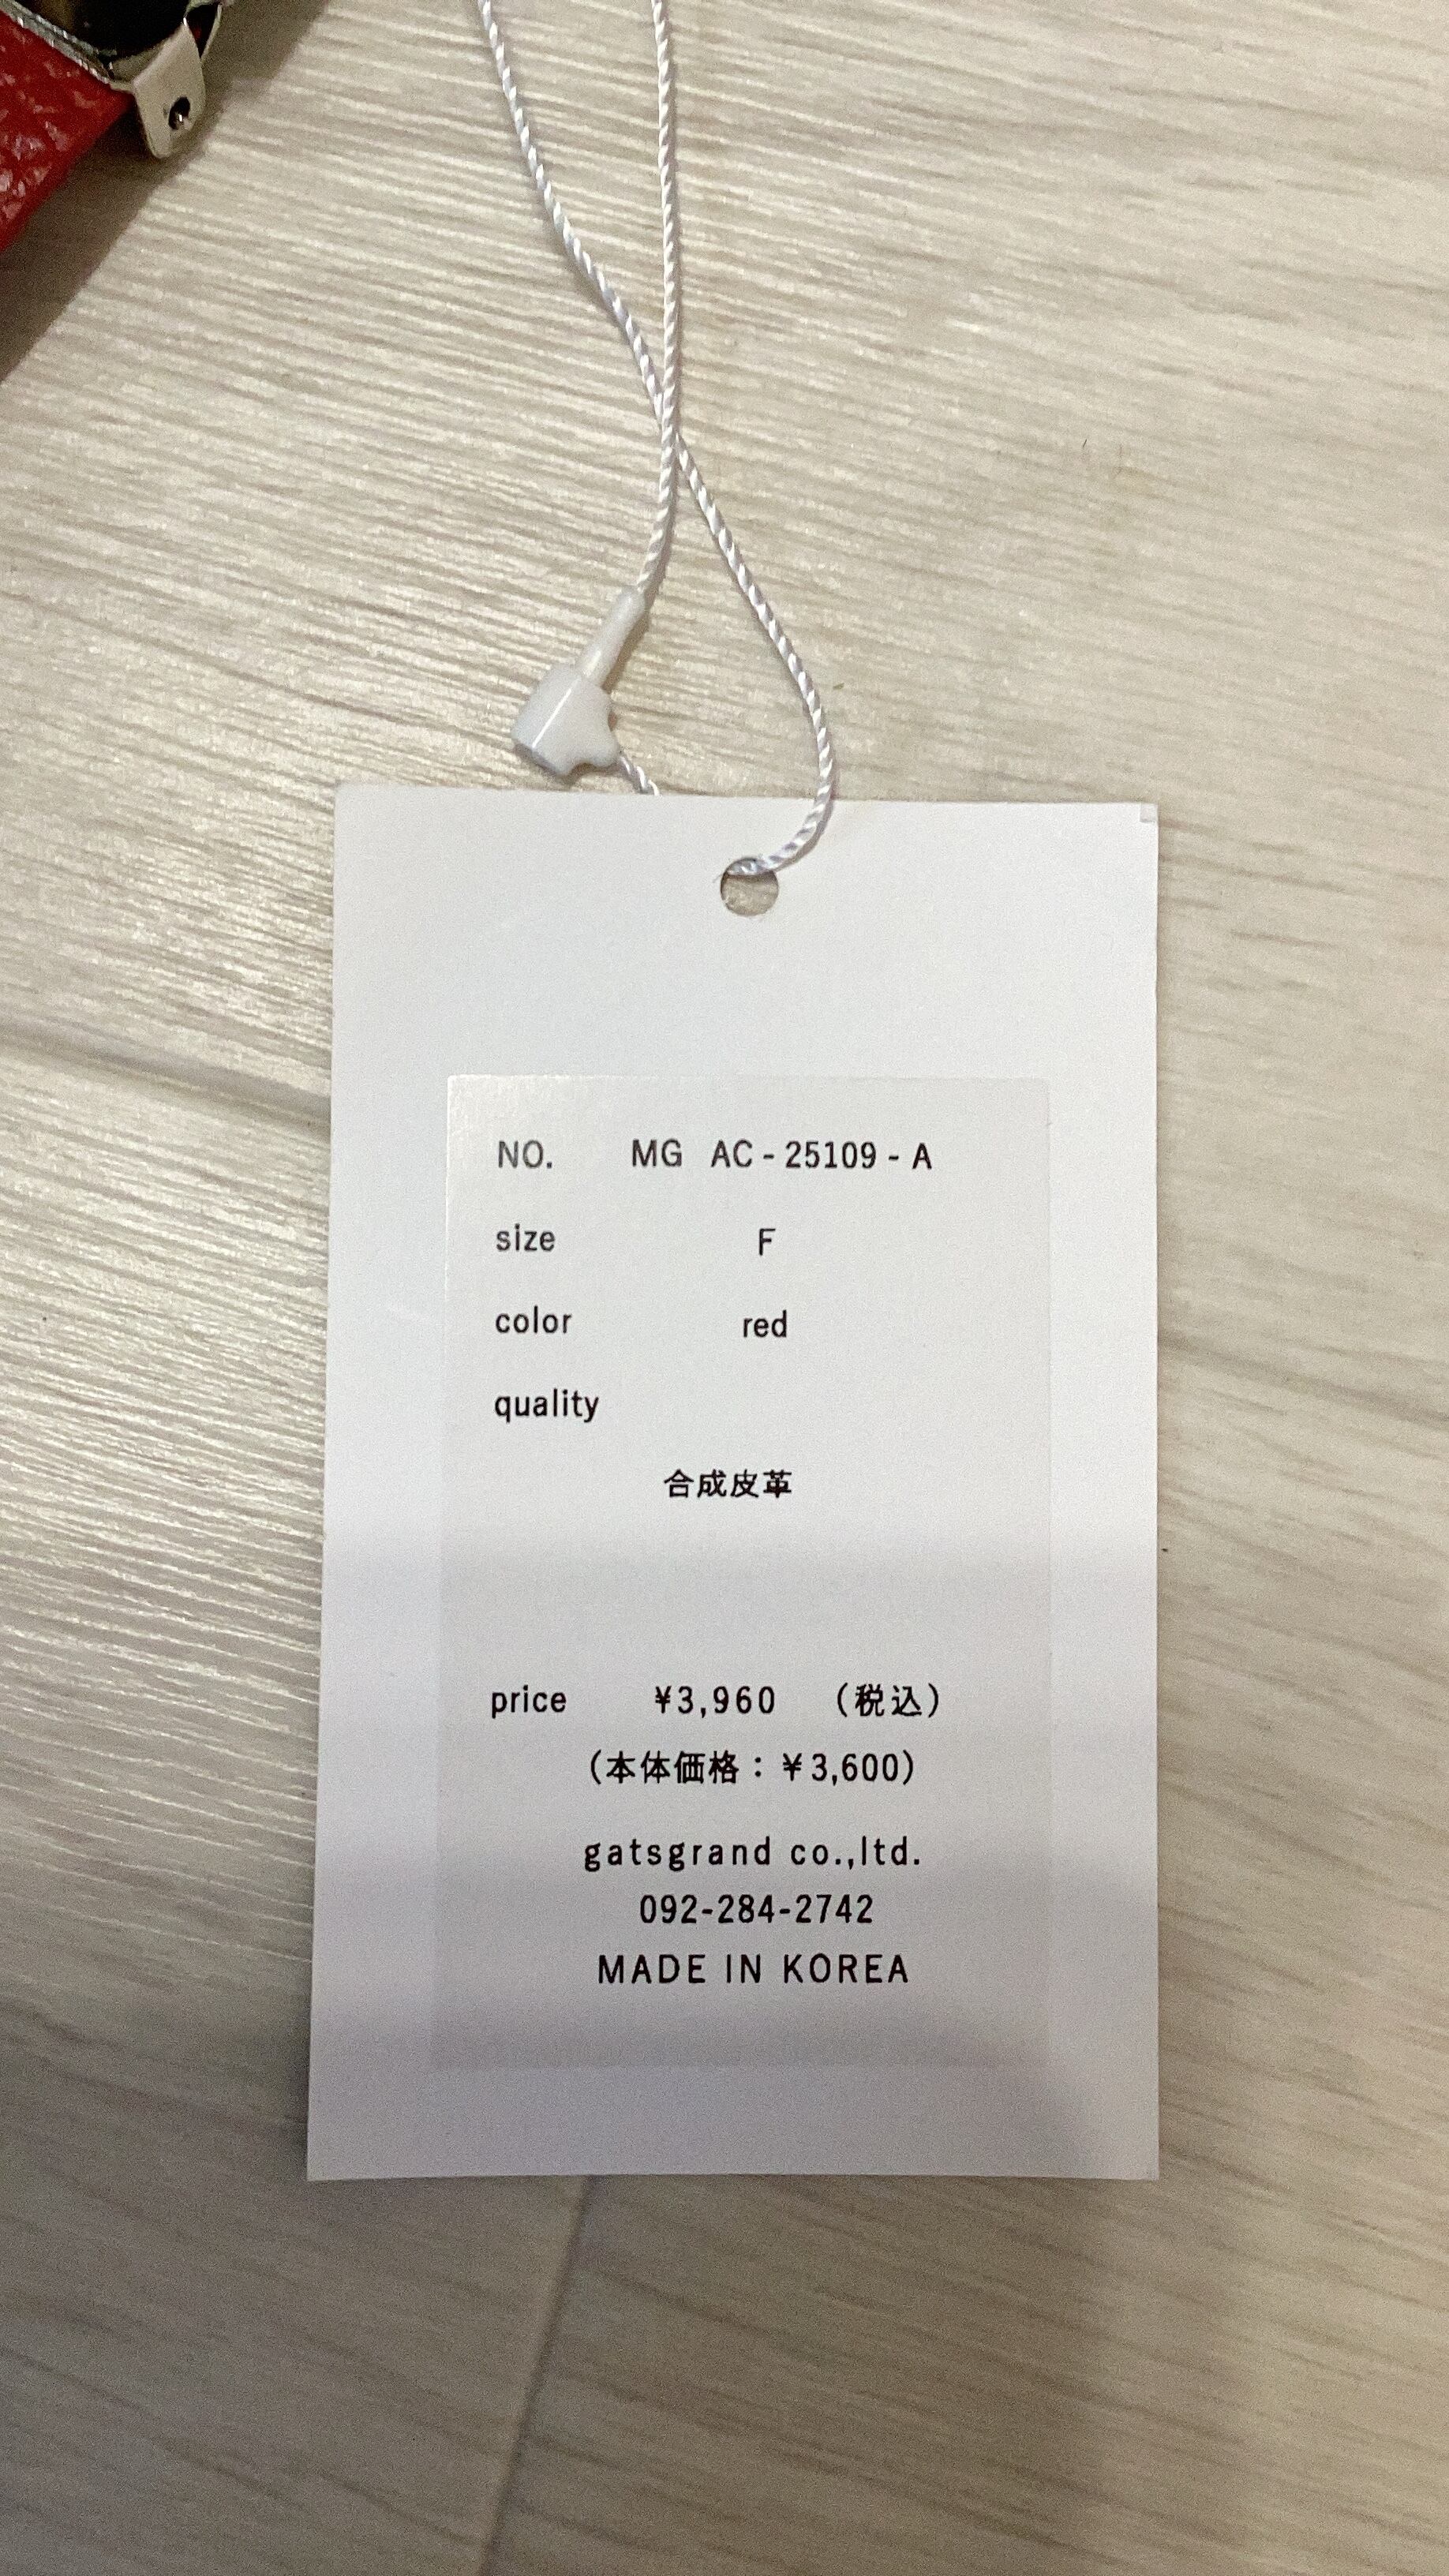 NO. MG AC-25109-A
size F
color red
quality
合成皮革
price ¥3,960 （税込）
（本体価格：¥3,600）
gatsgrand co.,ltd.
092-284-2742
MADE IN KOREA